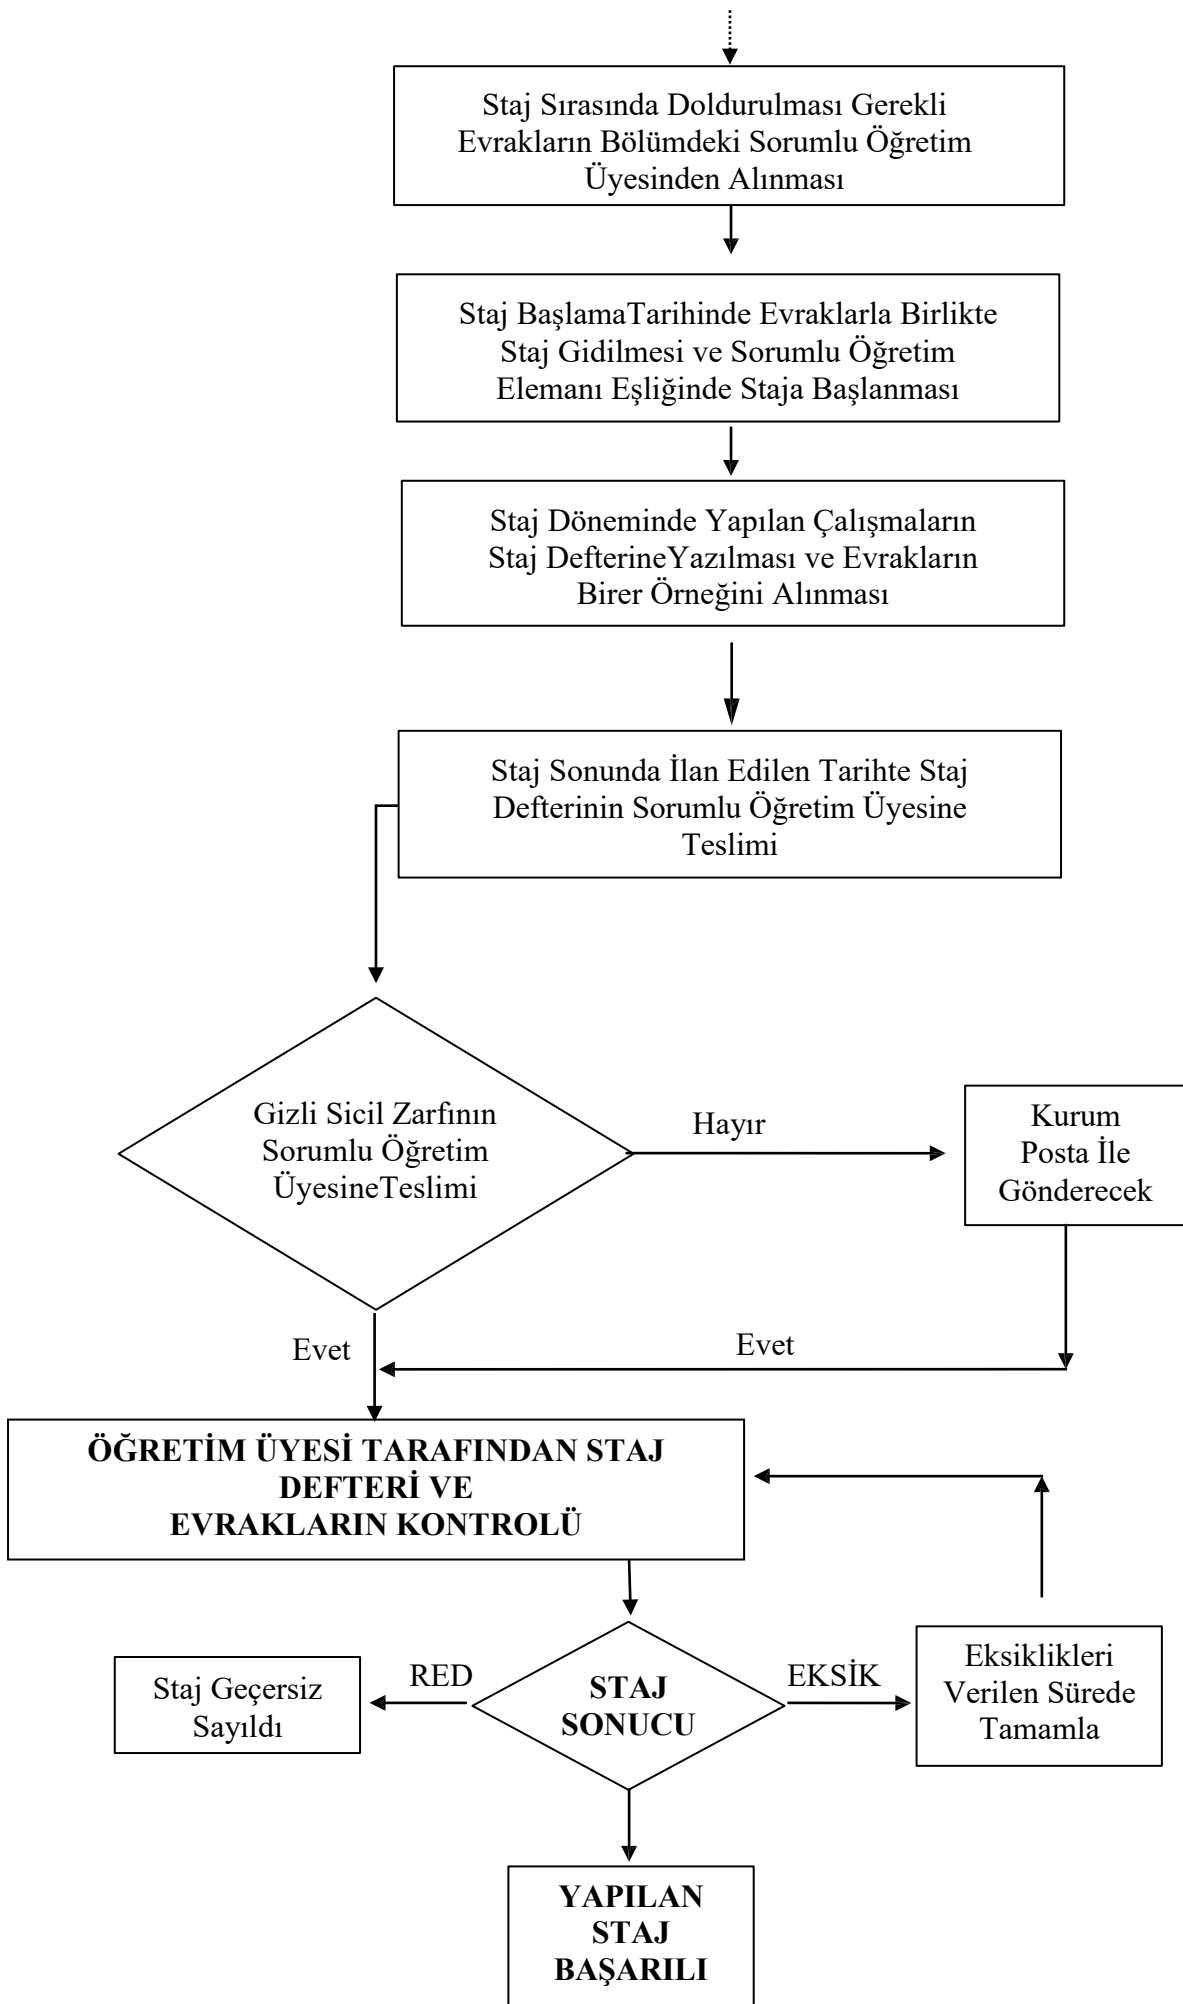 Staj Sırasında Doldurulması Gerekli
Evrakların Bölümdeki Sorumlu Öğretim
Üyesinden Alınması
Staj BaşlamaTarihinde Evraklarla Birlikte
Staj Gidilmesi ve Sorumlu Öğretim
Elemanı Eşliğinde Staja Başlanması
Staj Döneminde Yapılan Çalışmaların
Staj DefterineYazılması ve Evrakların
Birer Örneğini Alınması
Staj Sonunda İlan Edilen Tarihte Staj
Defterinin Sorumlu Öğretim Üyesine
Teslimi
Gizli Sicil Zarfının
Sorumlu Öğretim
ÜyesineTeslimi
Hayır
Kurum
Posta İle
Gönderecek
Evet
Evet
ÖĞRETİM ÜYESİ TARAFINDAN STAJ
DEFTERİ VE
EVRAKLARIN KONTROLÜ
Staj Geçersiz
Sayıldı
RED
STAJ
SONUCU
EKSİK
Eksiklikleri
Verilen Sürede
Tamamla
YAPILAN
STAJ
BAŞARILI